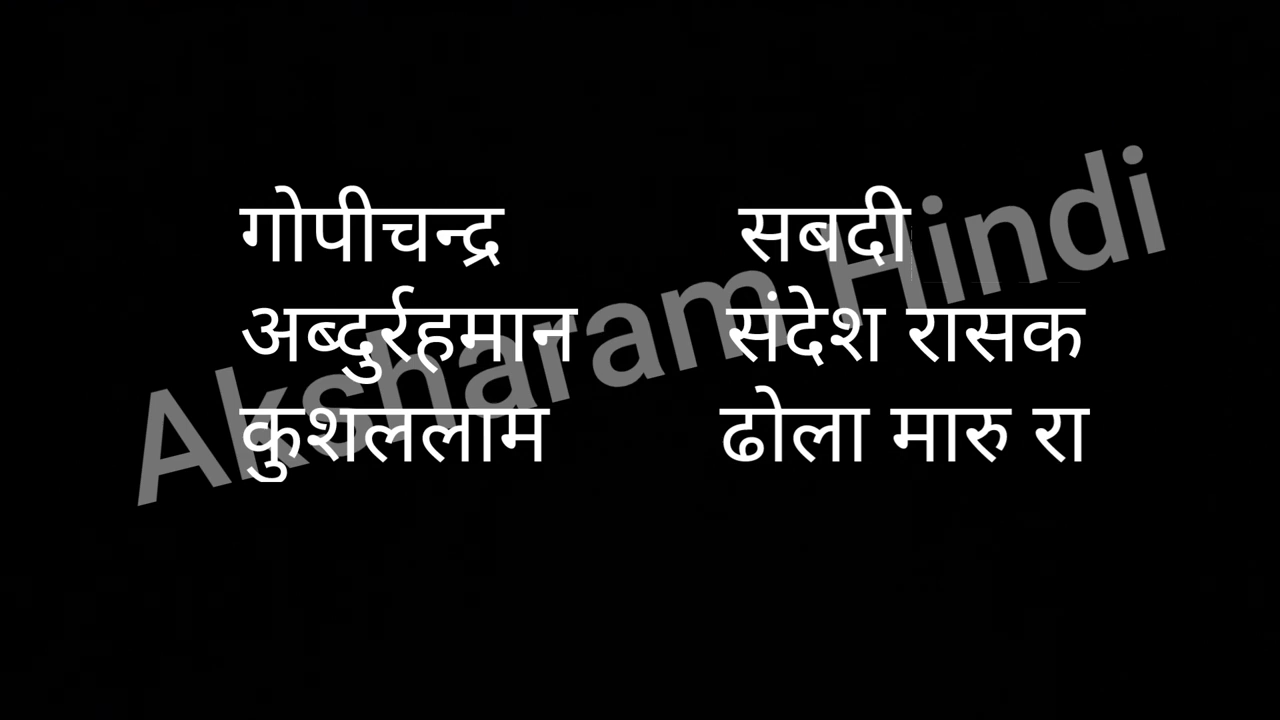 गोपीचन्द्र सबदी
अब्दुर्रहमान संदेश रासक
कुशललाम ढोला मारु रा
Aksharam Hindi